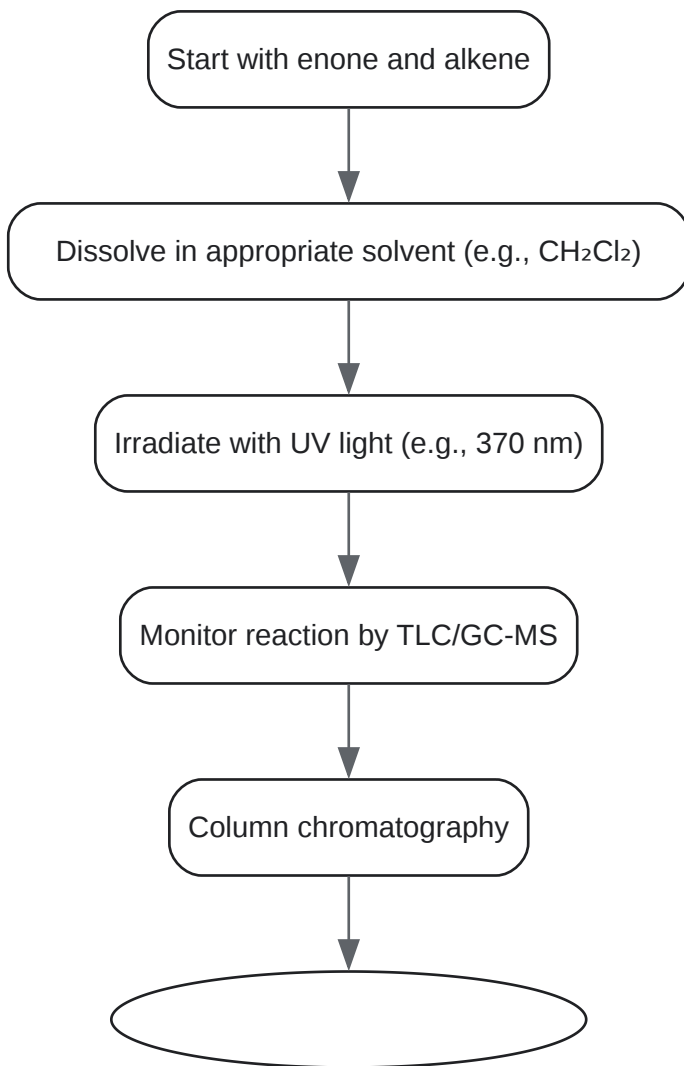 Start with enone and alkene
Dissolve in appropriate solvent (e.g., CH₂Cl₂)
Irradiate with UV light (e.g., 370 nm)
Monitor reaction by TLC/GC-MS
Column chromatography